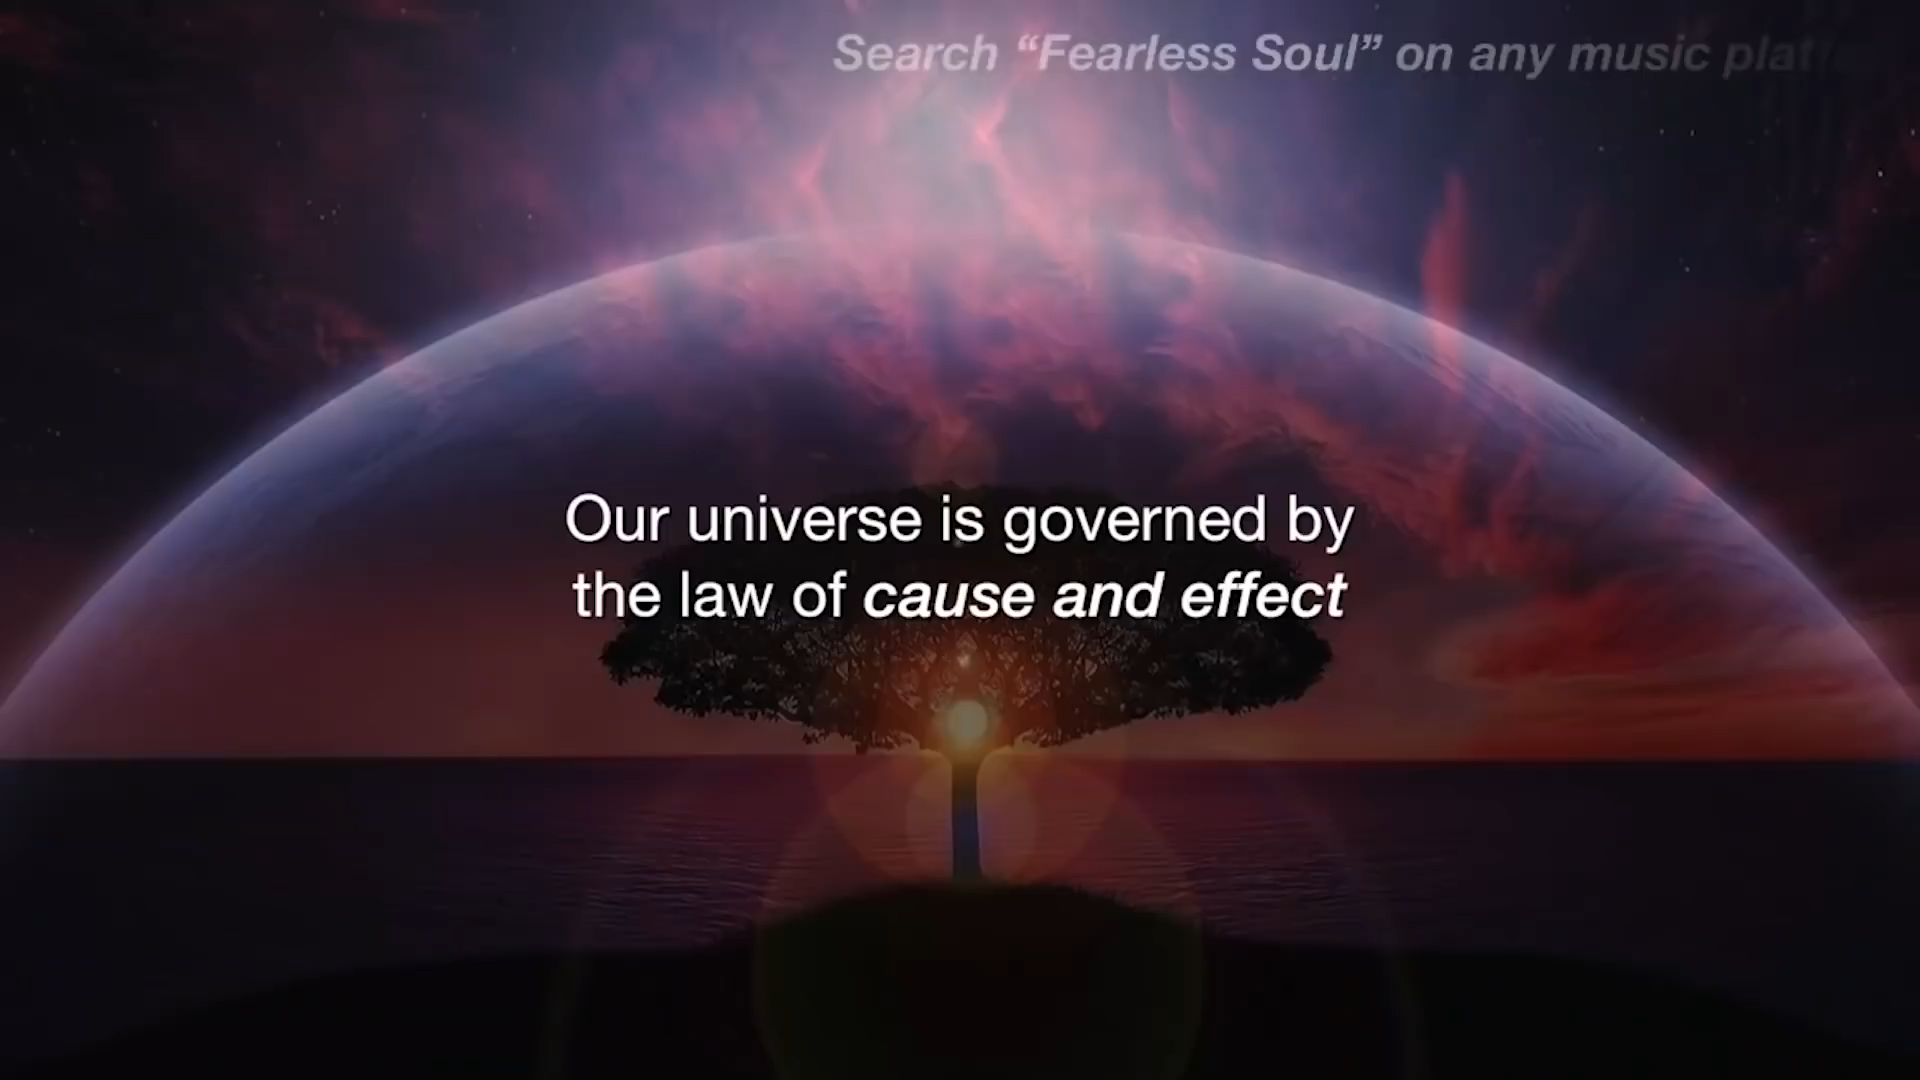 Search “Fearless Soul” on any music
Our universe is governed by
the law of cause and effect